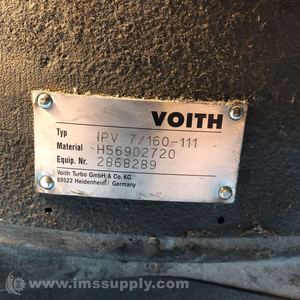 VOITH
Typ IPV 7/160-111
Material H56902720
Equip. Nr. 2868289
Voith Turbo GmbH & Co. KG
89522 Heidenheim / Germany
www.imssupply.com